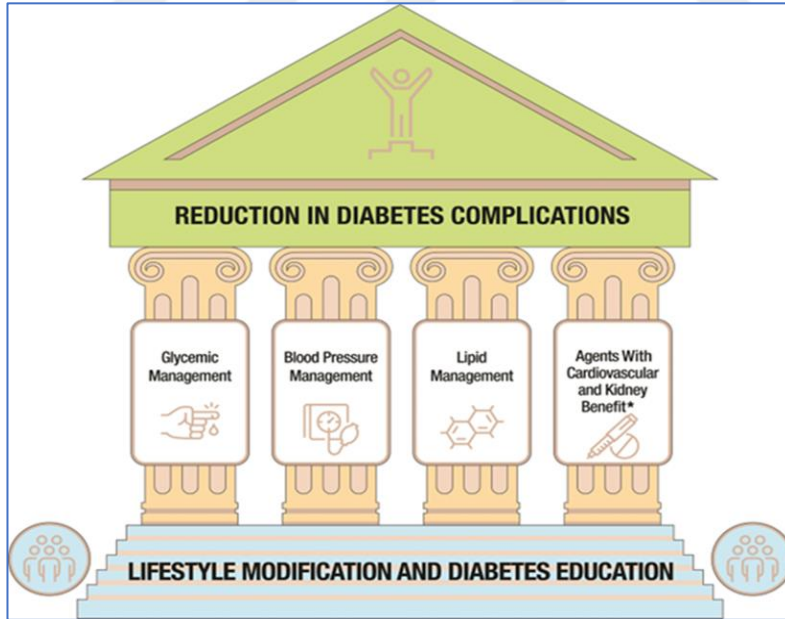 REDUCTION IN DIABETES COMPLICATIONS
Glycemic
Management
Blood Pressure
Management
Lipid
Management
Agents With
Cardiovascular
and Kidney
Benefit*
LIFESTYLE MODIFICATION AND DIABETES EDUCATION